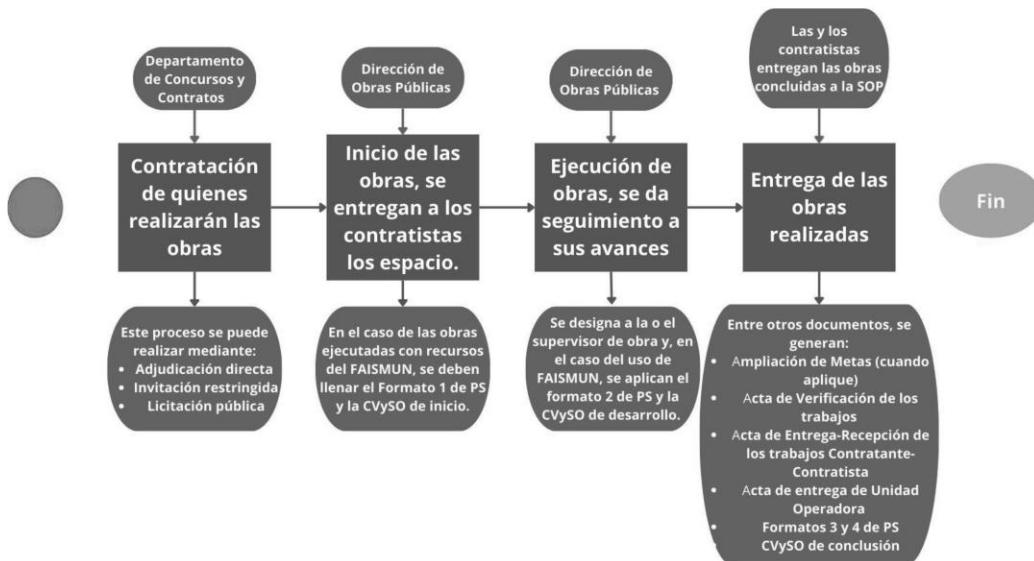 Departamento
de Concursos y
Contratos
Contratación
de quienes
realizarán las
obras
Este proceso se puede
realizar mediante:
• Adjudicación directa
• Invitación restringida
• Licitación pública
Dirección de
Obras Públicas
Inicio de las
obras, se
entregan a los
contratistas
los espacio.
En el caso de las obras
ejecutadas con recursos
del FAISMUN, se deben
llenar el Formato 1 de PS
y la CVySO de inicio.
Dirección de
Obras Públicas
Ejecución de
obras, se da
seguimiento a
sus avances
Se designa a la o el
supervisor de obra y, en
el caso del uso de
FAISMUN, se aplican el
formato 2 de PS y la
CVySO de desarrollo.
Las y los
contratistas
entregan las obras
concluidas a la SOP
Entrega de las
obras
realizadas
Entre otros documentos, se
generan:
• Ampliación de Metas (cuando
aplique)
• Acta de Verificación de los
trabajos
• Acta de Entrega-Recepción de
los trabajos Contratante-
Contratista
• Acta de entrega de Unidad
Operadora
• Formatos 3 y 4 de PS
CVySO de conclusión
Fin